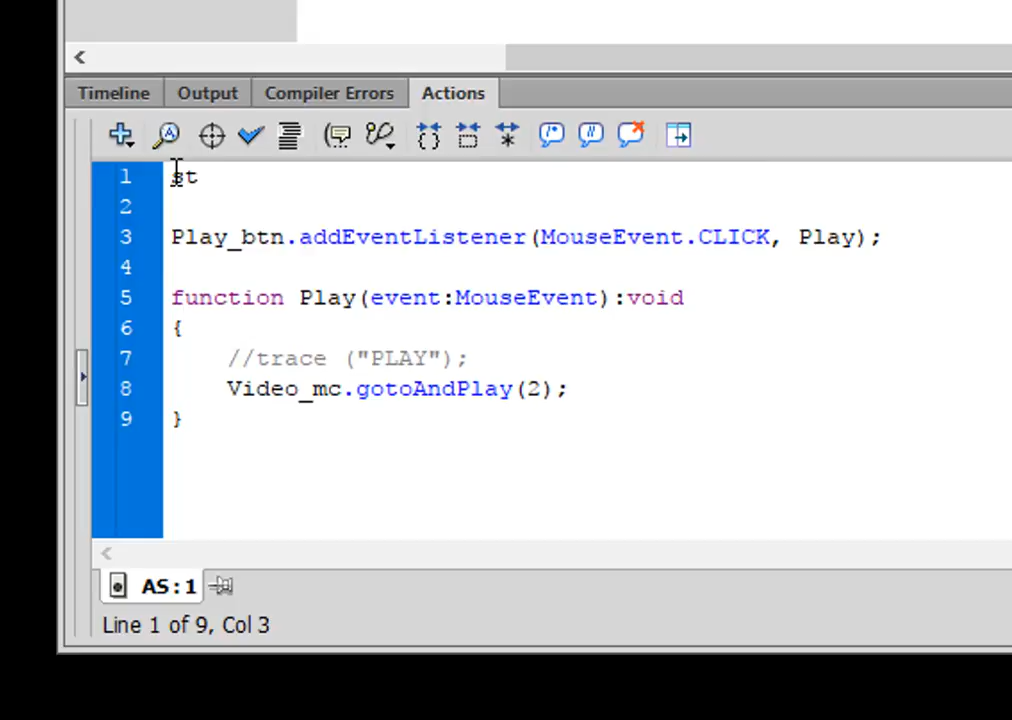 Timeline Output Compiler Errors Actions
1 st
2
3 Play_btn.addEventListener(MouseEvent.CLICK, Play);
4
5 function Play(event:MouseEvent):void
6 {
7 //trace ("PLAY");
8 Video_mc.gotoAndPlay(2);
9 }
AS:1
Line 1 of 9, Col 3